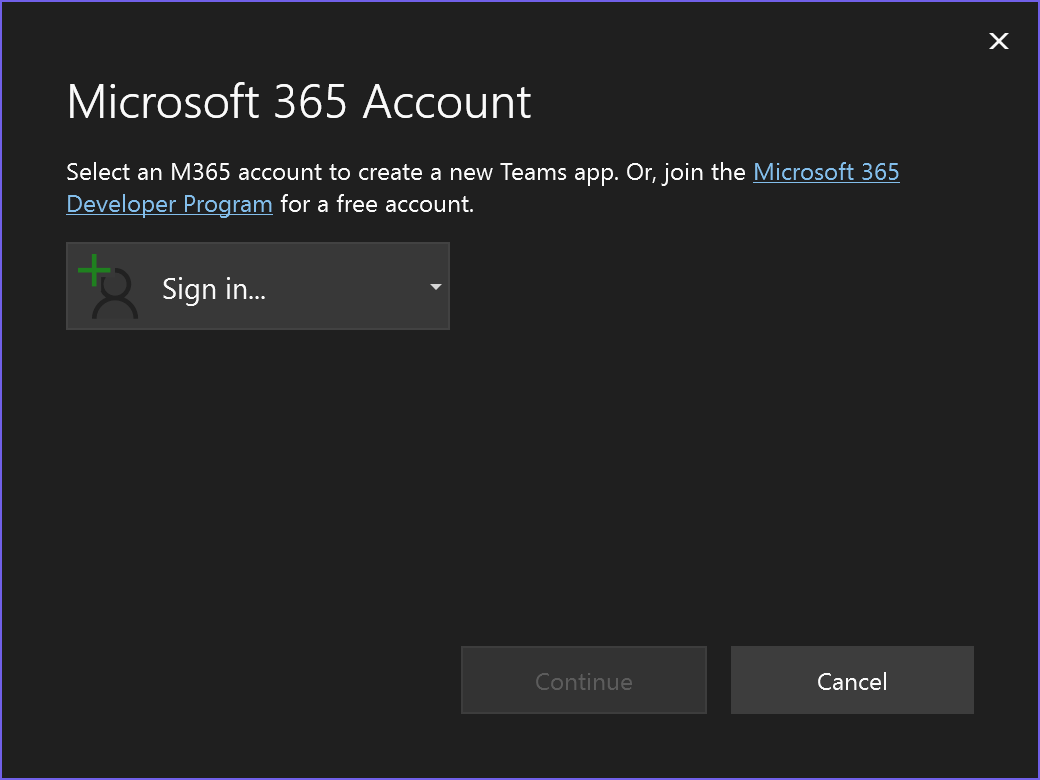 Microsoft 365 Account
Select an M365 account to create a new Teams app. Or, join the Microsoft 365
Developer Program for a free account.
Sign in...
Continue
Cancel